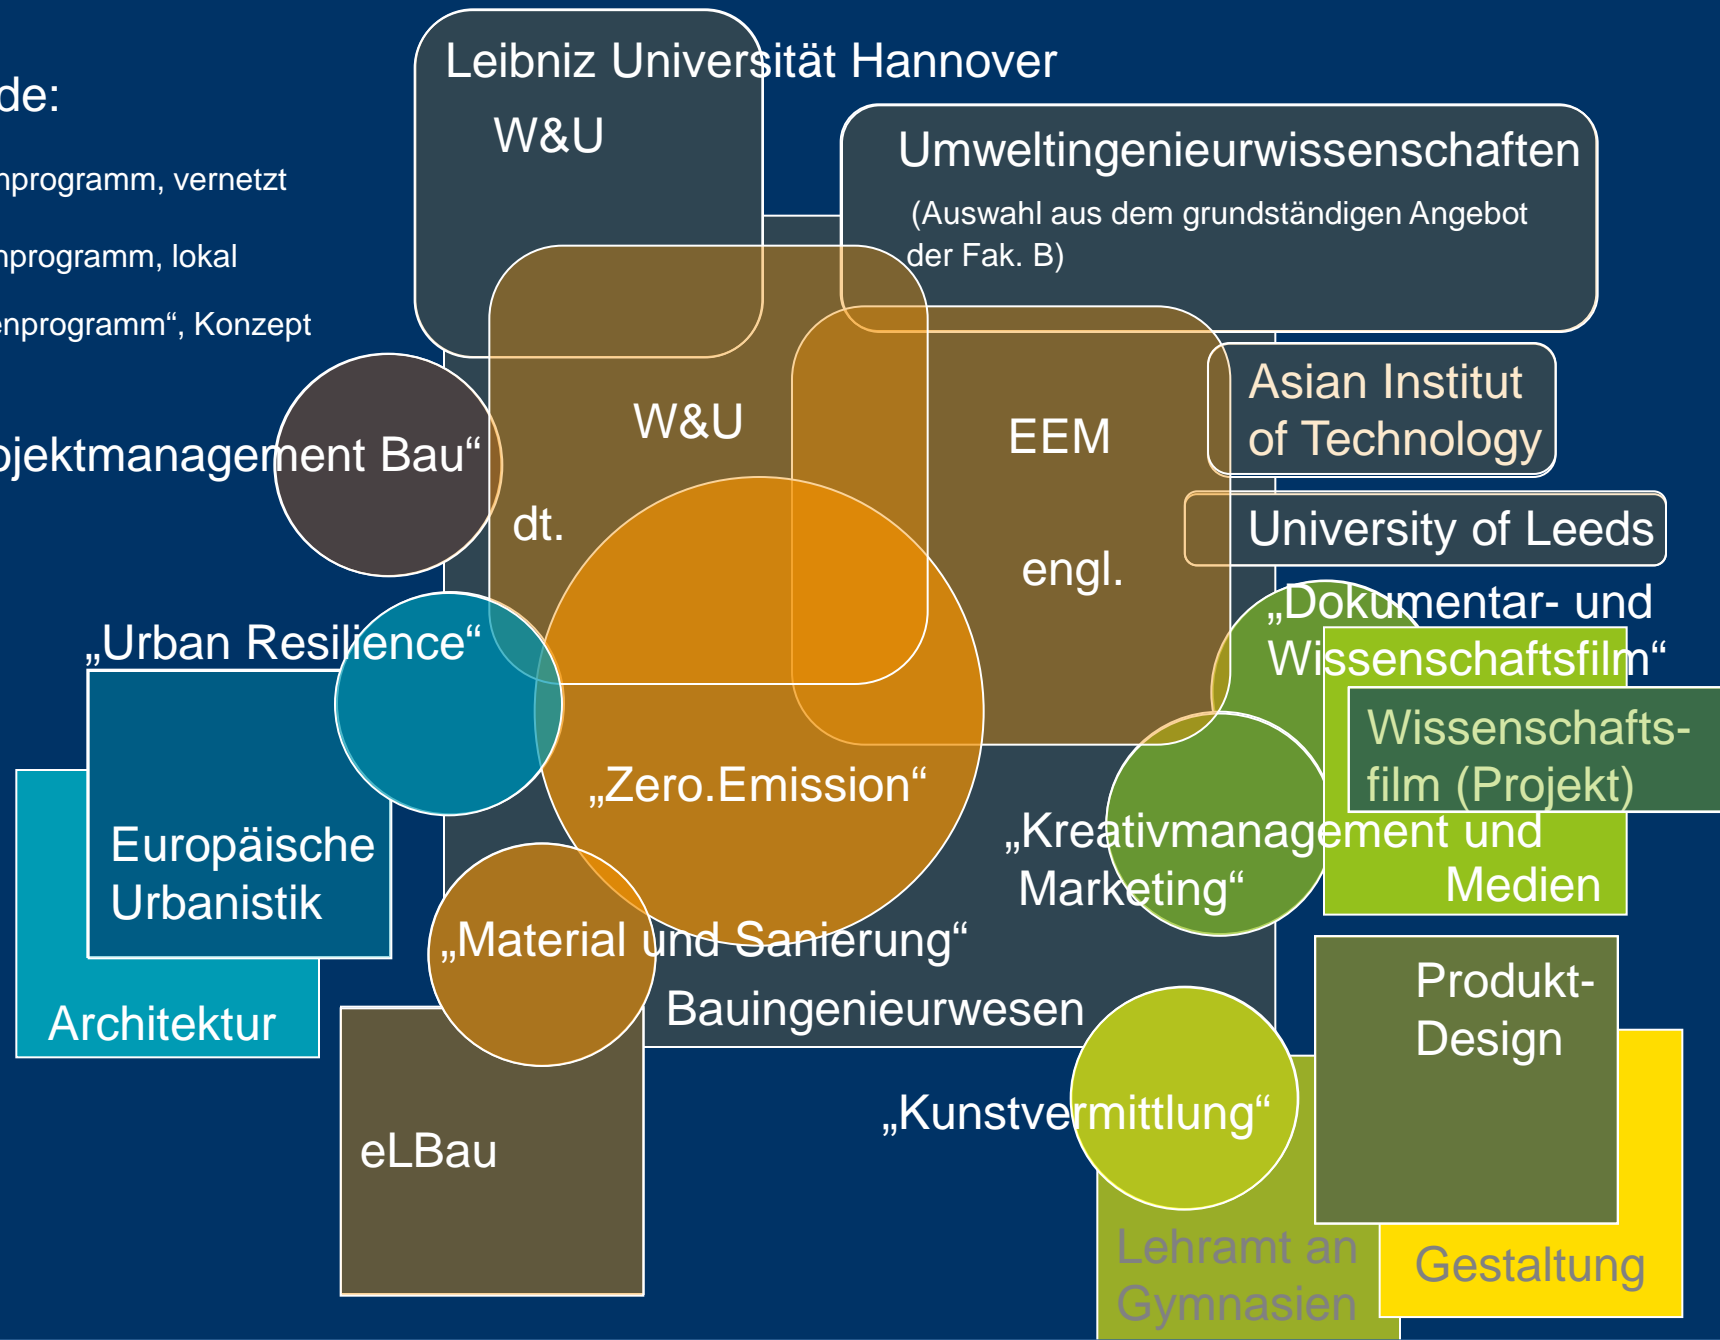 Leibniz Universität Hannover
de:
W&U
Umweltingenieurwissenschaften
nprogramm, vernetzt
(Auswahl aus dem grundständigen Angebot
der Fak. B)
nprogramm, lokal
enprogramm“, Konzept
Asian Institut
of Technology
W&U
EEM
ojektmanagement Bau“
dt.
University of Leeds
engl.
„Dokumentar- und
Wissenschaftsfilm“
„Urban Resilience“
Wissenschafts-
film (Projekt)
„Zero.Emission“
„Kreativmanagement und
Marketing“
Medien
Europäische
Urbanistik
„Material und Sanierung“
Produkt-
Design
Bauingenieurwesen
Architektur
„Kunstvermittlung“
eLBau
Lehramt an
Gymnasien
Gestaltung